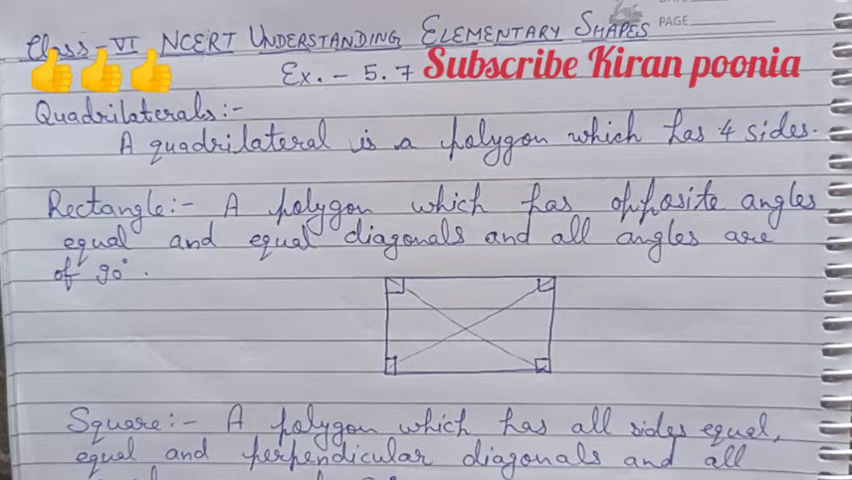 PAGE
Class-VI NCERT UNDERSTANDING ELEMENTARY SHAPES
Ex. - 5.7 Subscribe Kiran poonia
Quadrilaterals:-
A quadrilateral is a polygon which has 4 sides.
Rectangle:- A polygon which has opposite angles
equal and equal diagonals and all angles are
of 90°.
Square:- A polygon which has all sides equal,
equal and perpendicular diagonals and all